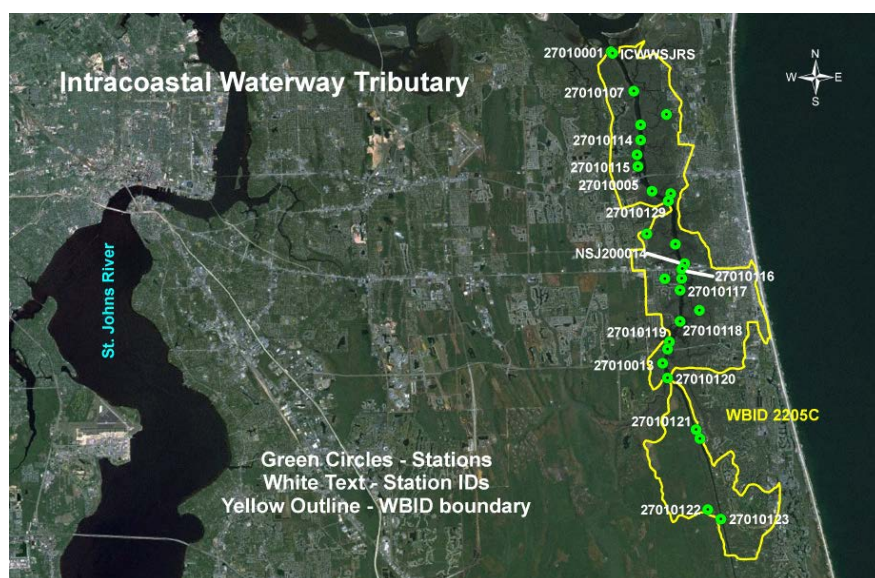 27010001
ICWWSJRS
Intracoastal Waterway Tributary
N
W E
S
27010107
27010114
27010115
27010005
27010129
NSJ200014
27010116
27010117
St. Johns River
27010119
27010118
27010013
27010120
WBID 2205C
27010121
Green Circles - Stations
White Text - Station IDs
Yellow Outline - WBID boundary
27010122
27010123